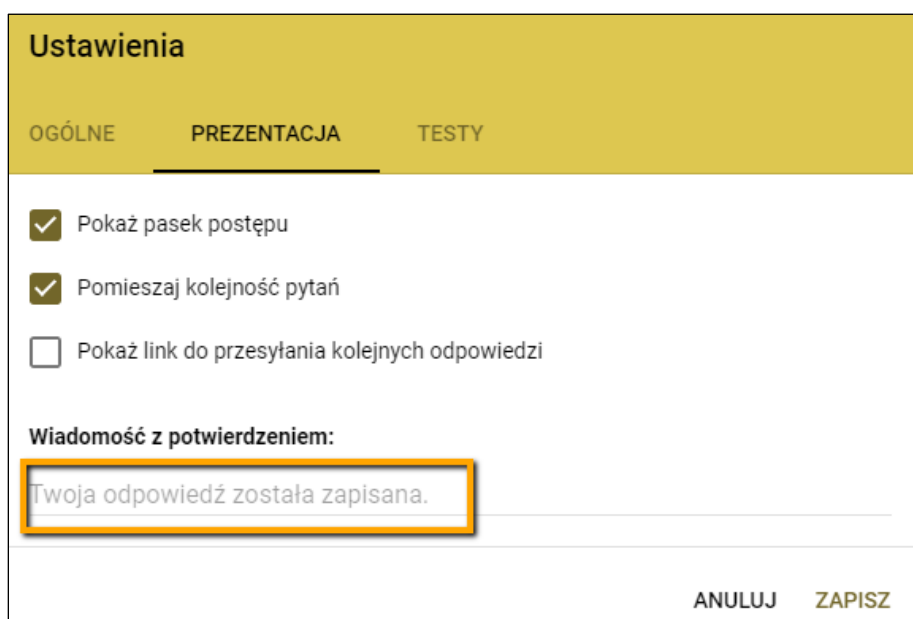 Ustawienia
OGÓLNE PREZENTACJA TESTY
Pokaż pasek postępu
Pomieszaj kolejność pytań
Pokaż link do przesyłania kolejnych odpowiedzi
Wiadomość z potwierdzeniem:
Twoja odpowiedź została zapisana.
ANULUJ ZAPISZ